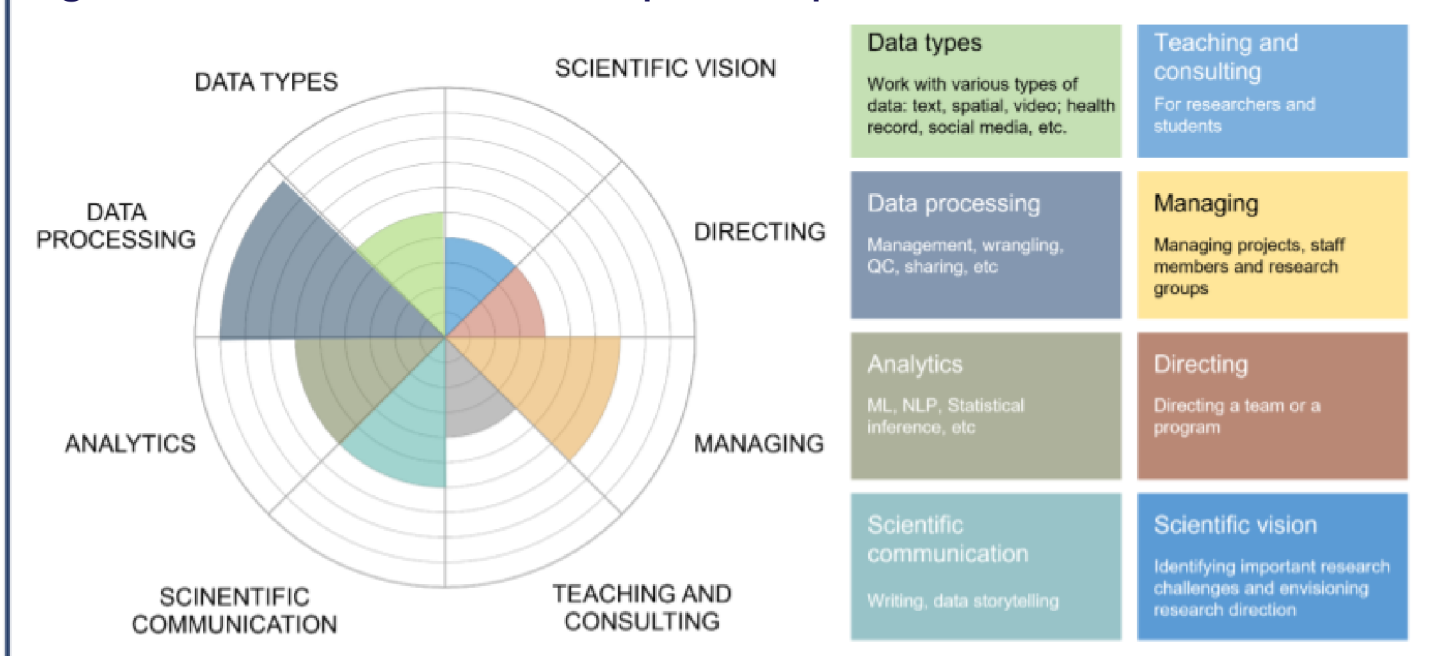 DATA TYPES
SCIENTIFIC VISION
DATA
PROCESSING
DIRECTING
ANALYTICS
MANAGING
SCINENTIFIC
COMMUNICATION
TEACHING AND
CONSULTING
Data types
Work with various types of
data: text, spatial, video; health
record, social media, etc.
Teaching and
consulting
For researchers and
students
Data processing
Management, wrangling,
QC, sharing, etc
Managing
Managing projects, staff
members and research
groups
Analytics
ML, NLP, Statistical
inference, etc
Directing
Directing a team or a
program
Scientific
communication
Writing, data storytelling
Scientific vision
Identifying important research
challenges and envisioning
research direction